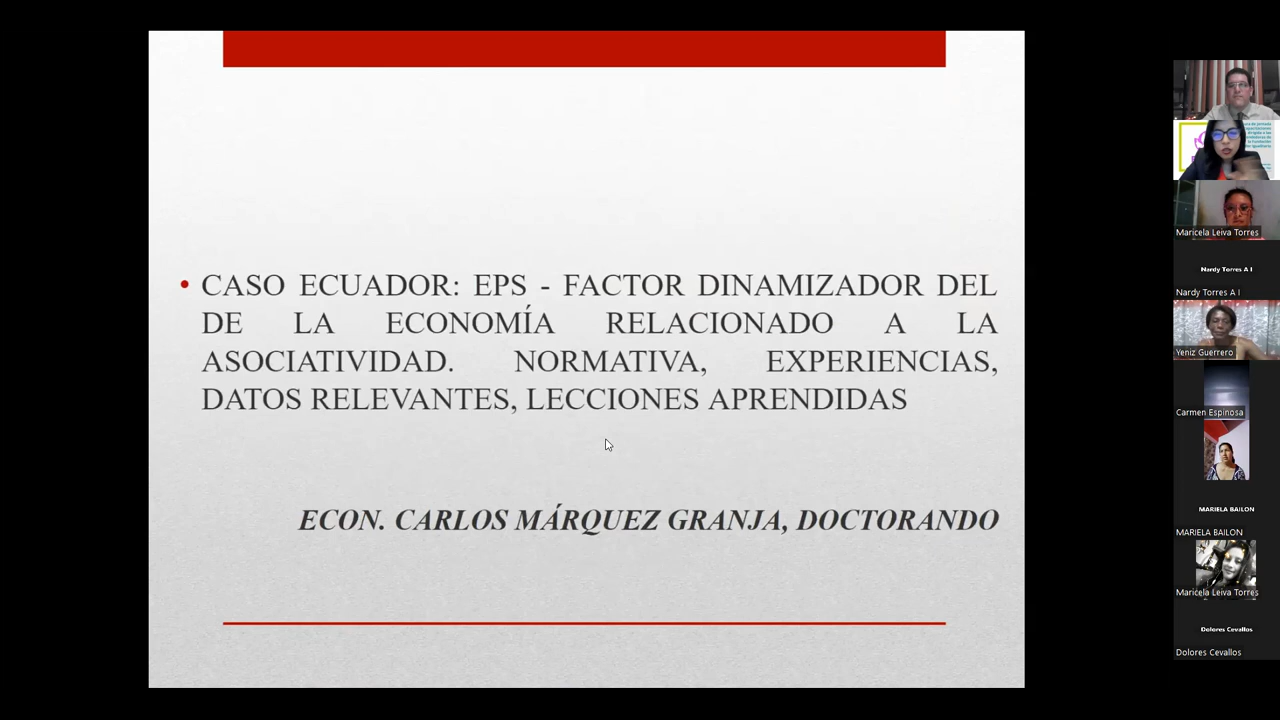 • CASO ECUADOR: EPS - FACTOR DINAMIZADOR DEL
DE LA ECONOMÍA RELACIONADO A LA
ASOCIATIVIDAD. NORMATIVA, EXPERIENCIAS,
DATOS RELEVANTES, LECCIONES APRENDIDAS
ECON. CARLOS MÁRQUEZ GRANJA, DOCTORANDO
Maricela Leiva Torres
Nardy Torres A I
Nardy Torres A I
Yeniz Guerrero
Carmen Espinosa
MARIELA BAILON
MARIELA BAILON
Maricela Leiva Torres
Dolores Cevallos
Dolores Cevallos